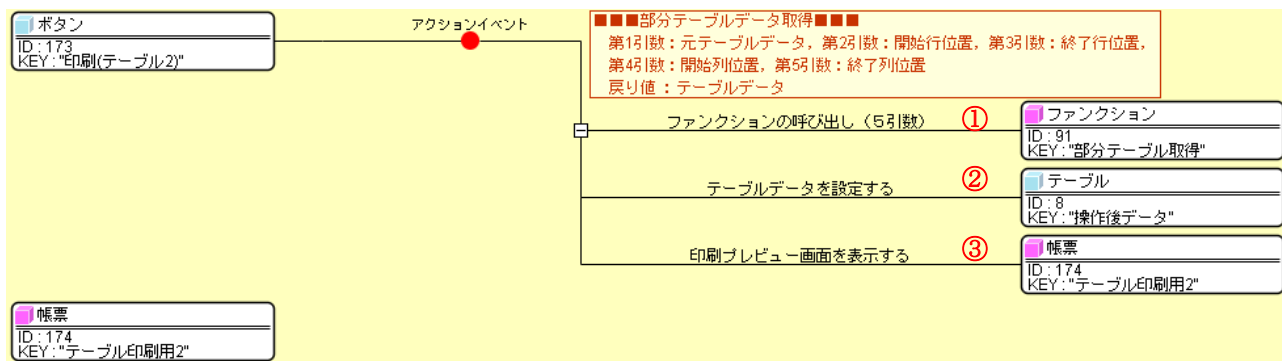 ボタン
ID : 173
KEY : "印刷(テーブル2)"
アクションイベント
■■■部分テーブルデータ取得■■■
第1引数：元テーブルデータ，第2引数：開始行位置，第3引数：終了行位置，
第4引数：開始列位置，第5引数：終了列位置
戻り値 ：テーブルデータ
ファンクションの呼び出し（５引数） ①
ファンクション
ID : 91
KEY : "部分テーブル取得"
テーブルデータを設定する ②
テーブル
ID : 8
KEY : "操作後データ"
印刷プレビュー画面を表示する ③
帳票
ID : 174
KEY : "テーブル印刷用2"
帳票
ID : 174
KEY : "テーブル印刷用2"